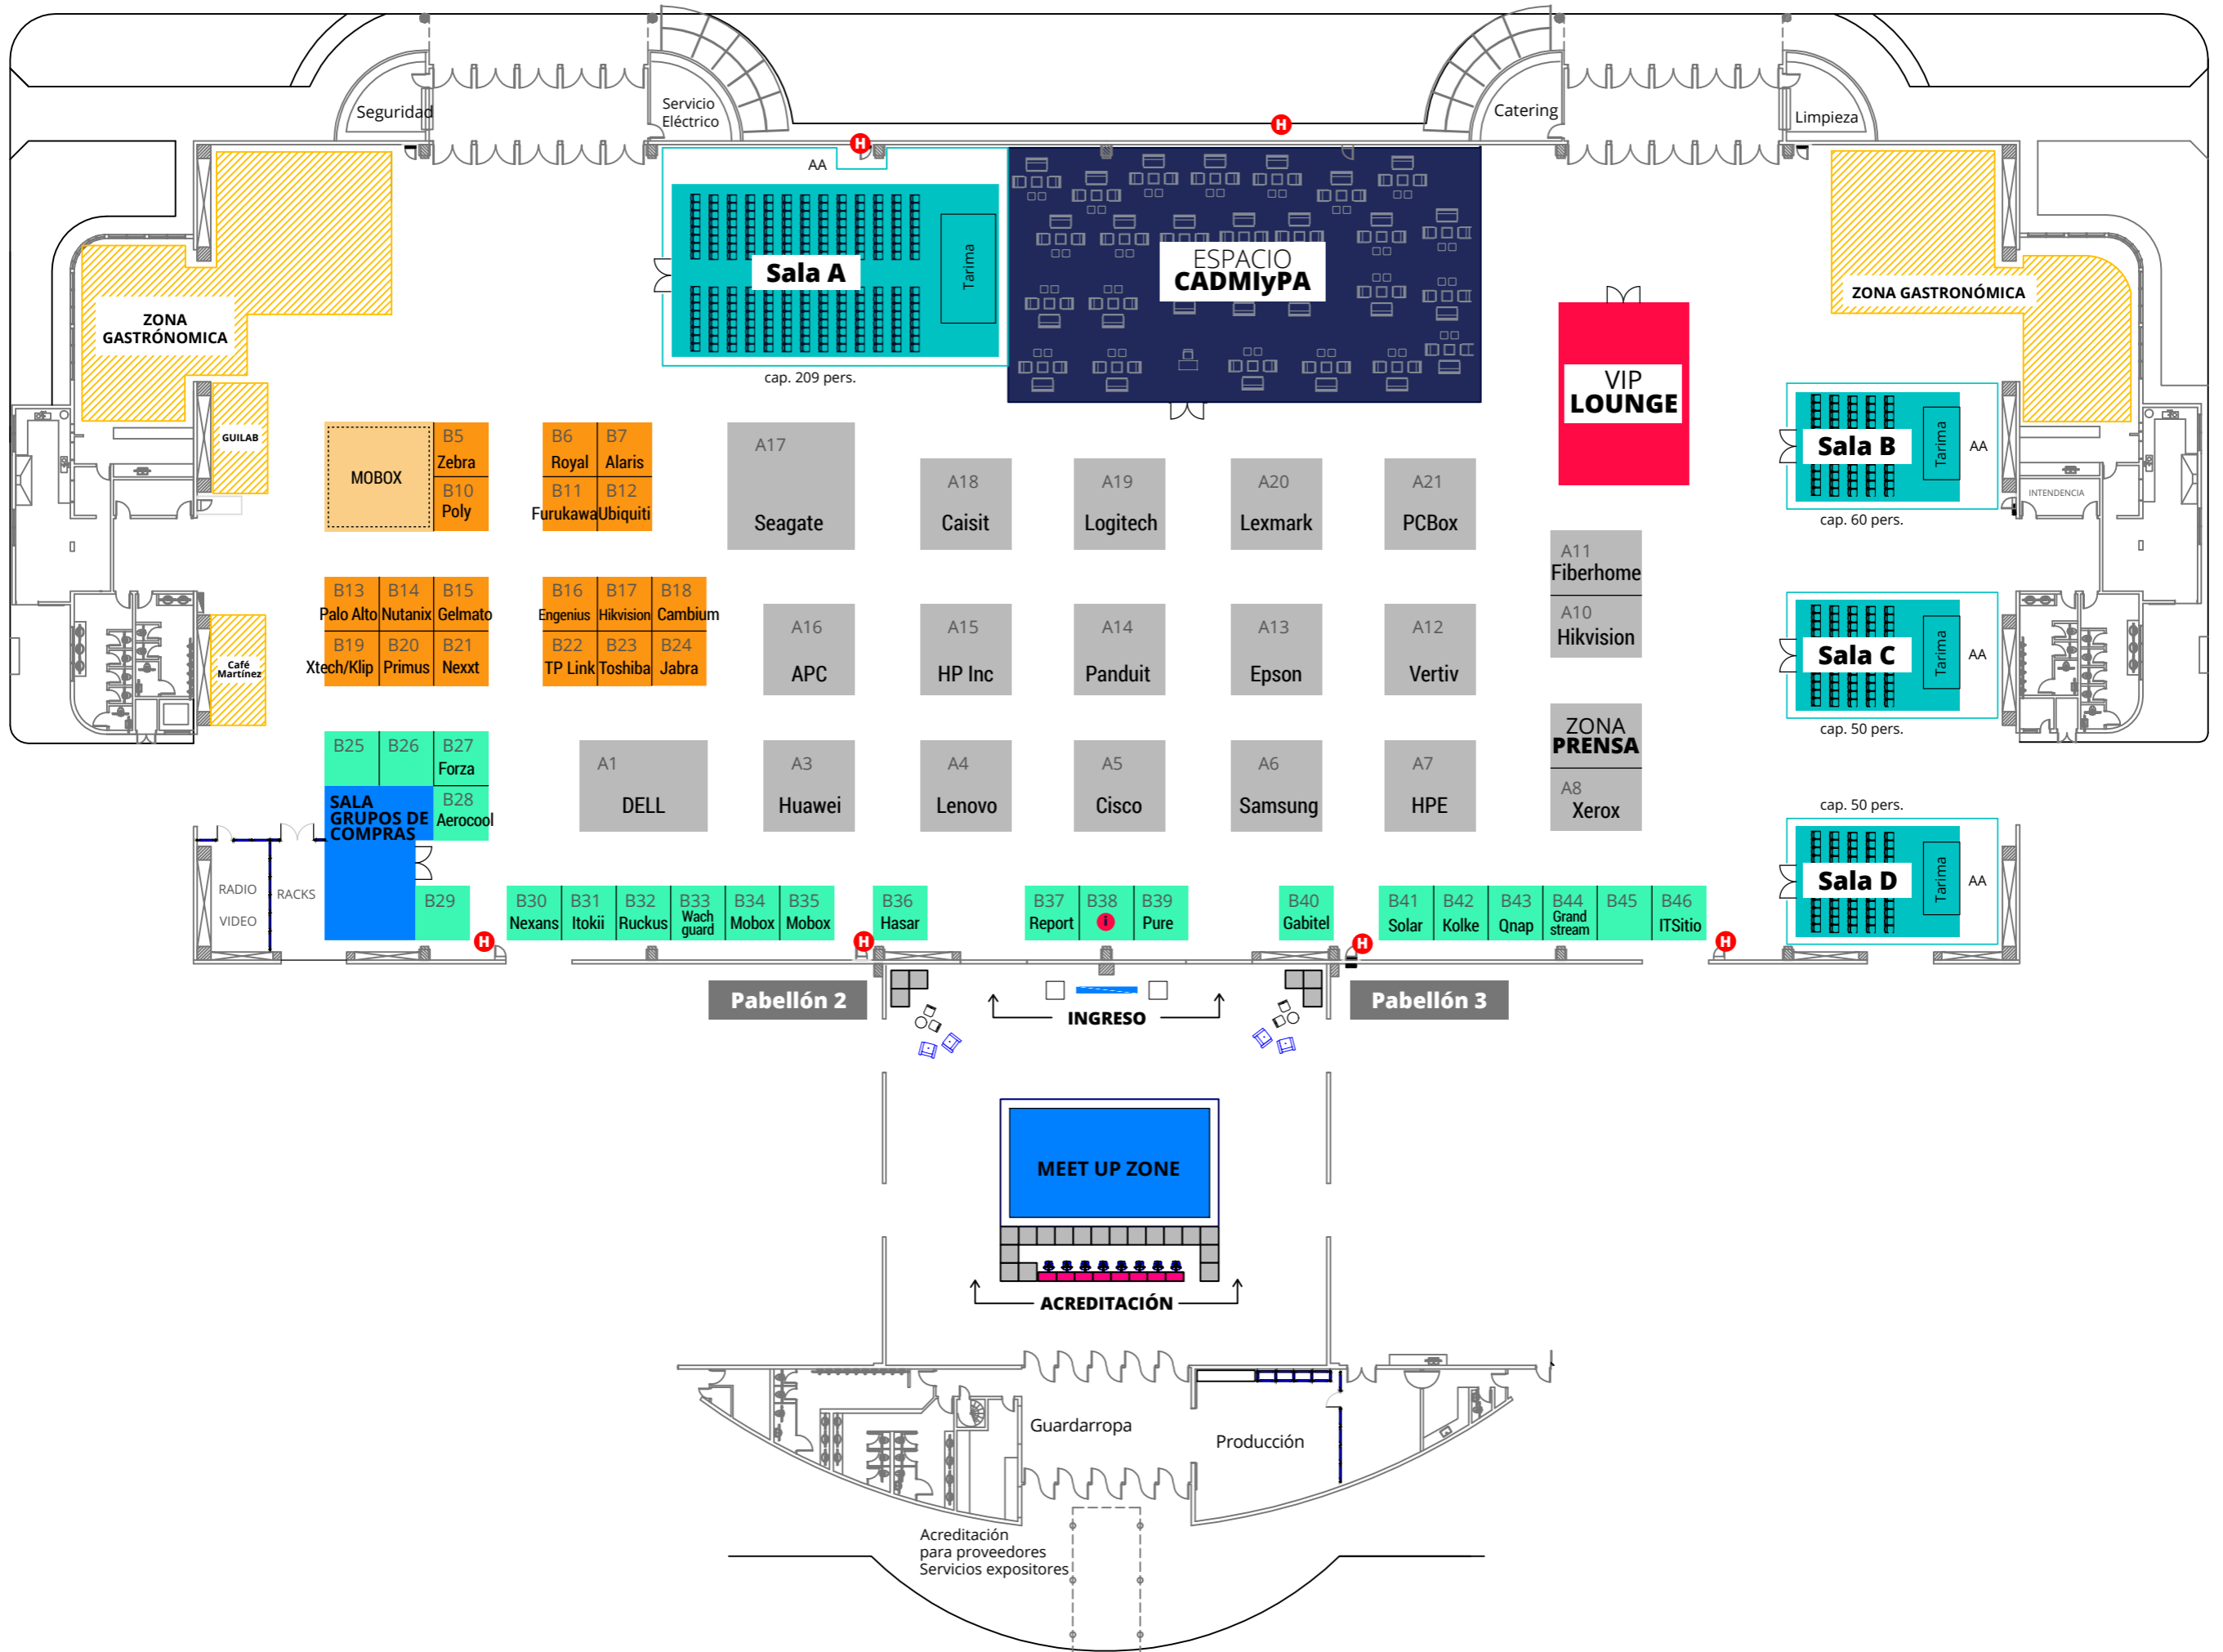 Seguridad
Servicio
Eléctrico
Catering
Limpieza
H
H
AA
Sala A
Tarima
cap. 209 pers.
ESPACIO
CADMIyPA
ZONA
GASTRÓNOMICA
ZONA GASTRONÓMICA
VIP
LOUNGE
GUILAB
Café
Martínez
Sala B
Tarima
AA
cap. 60 pers.
INTENDENCIA
Sala C
Tarima
AA
cap. 50 pers.
cap. 50 pers.
Sala D
Tarima
AA
MOBOX
B5
Zebra
B10
Poly
B6
Royal
B7
Alaris
B11
Furukawa
B12
Ubiquiti
A17
Seagate
A18
Caisit
A19
Logitech
A20
Lexmark
A21
PCBox
A11
Fiberhome
A10
Hikvision
B13
Palo Alto
B14
Nutanix
B15
Gelmato
B19
Xtech/Klip
B20
Primus
B21
Nexxt
B16
Engenius
B17
Hikvision
B18
Cambium
B22
TP Link
B23
Toshiba
B24
Jabra
A16
APC
A15
HP Inc
A14
Panduit
A13
Epson
A12
Vertiv
ZONA
PRENSA
A8
Xerox
B25
B26
B27
Forza
B28
Aerocool
SALA
GRUPOS DE
COMPRAS
A1
DELL
A3
Huawei
A4
Lenovo
A5
Cisco
A6
Samsung
A7
HPE
RADIO
VIDEO
RACKS
B29
B30
Nexans
B31
Itokii
B32
Ruckus
B33
Wach
guard
B34
Mobox
B35
Mobox
B36
Hasar
B37
Report
B38
i
B39
Pure
B40
Gabitel
B41
Solar
B42
Kolke
B43
Qnap
B44
Grand
stream
B45
B46
ITSitio
H
H
H
H
Pabellón 2
INGRESO
Pabellón 3
MEET UP ZONE
ACREDITACIÓN
Guardarropa
Producción
Acreditación
para proveedores
Servicios expositores